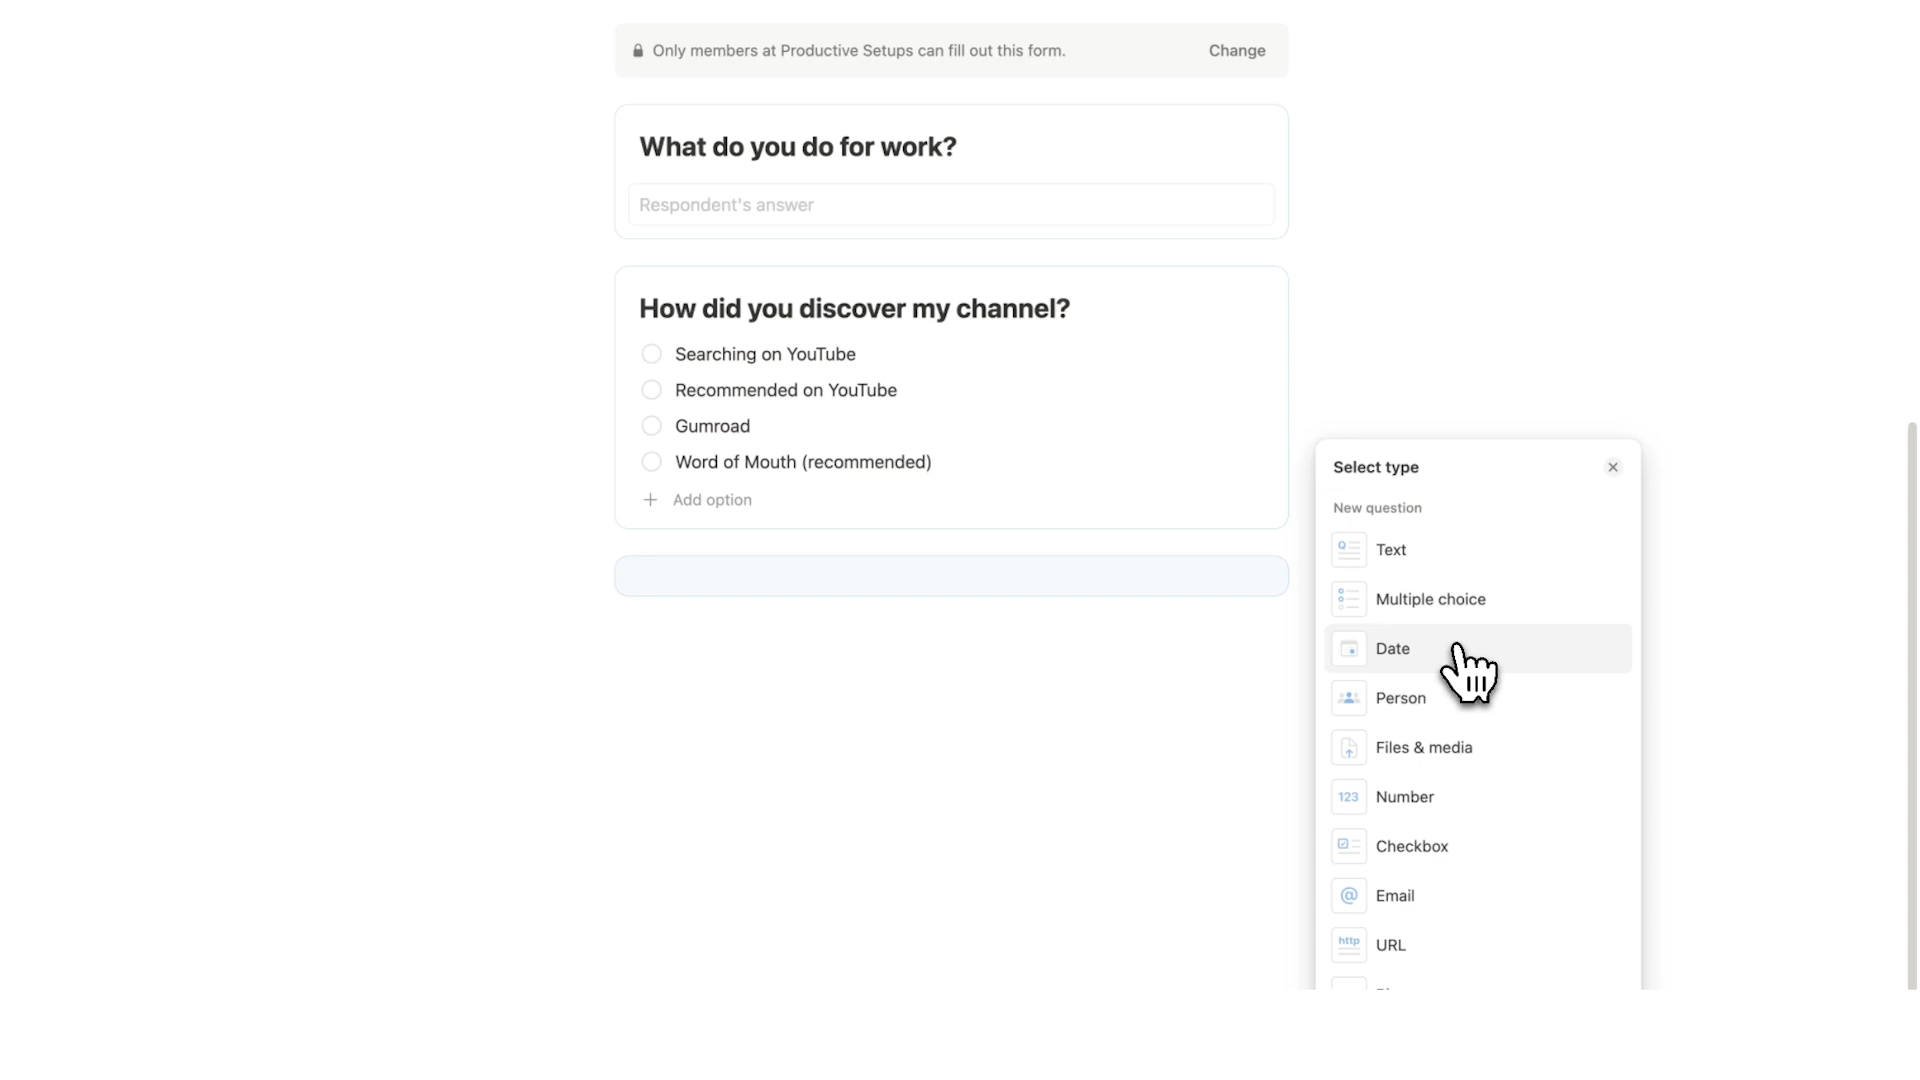 Only members at Productive Setups can fill out this form.
Change
What do you do for work?
Respondent's answer
How did you discover my channel?
Searching on YouTube
Recommended on YouTube
Gumroad
Word of Mouth (recommended)
Add option
Select type
New question
Text
Multiple choice
Date
Person
Files & media
123
Number
Checkbox
@
Email
http
URL